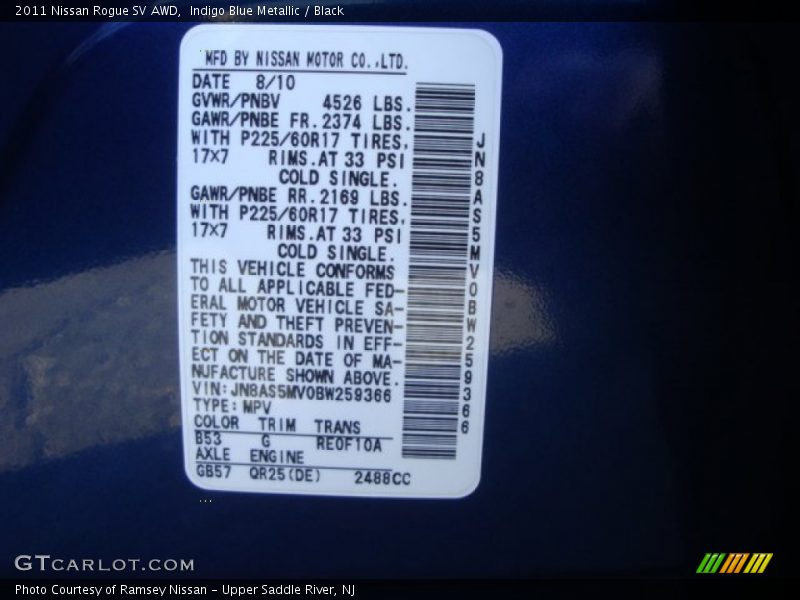 2011 Nissan Rogue SV AWD, Indigo Blue Metallic / Black
MFD BY NISSAN MOTOR CO.,LTD.
DATE 8/10
GVWR/PNBV 4526 LBS.
GAWR/PNBE FR.2374 LBS.
WITH P225/60R17 TIRES,
17X7 RIMS.AT 33 PSI
COLD SINGLE.
GAWR/PNBE RR.2169 LBS.
WITH P225/60R17 TIRES,
17X7 RIMS.AT 33 PSI
COLD SINGLE.
THIS VEHICLE CONFORMS
TO ALL APPLICABLE FED-
ERAL MOTOR VEHICLE SA-
FETY AND THEFT PREVEN-
TION STANDARDS IN EFF-
ECT ON THE DATE OF MA-
NUFACTURE SHOWN ABOVE.
VIN:JN8AS5MV0BW259366
TYPE:MPV
COLOR TRIM TRANS
B53 G RE0F10A
AXLE ENGINE
GB57 QR25(DE) 2488CC
JN8AS5MV0BW259366
GTCARLOT.COM
Photo Courtesy of Ramsey Nissan – Upper Saddle River, NJ